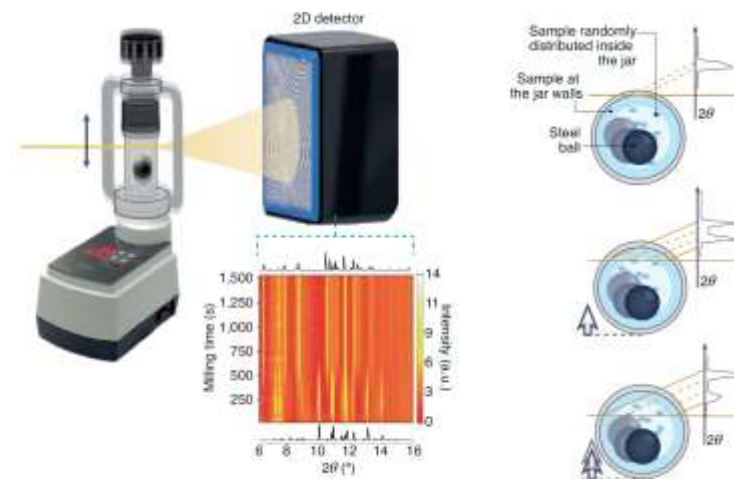 2D detector
Sample randomly
distributed inside
the jar
Sample at
the jar walls
Steel
ball
2θ
2θ
2θ
1,500
1,250
1,000
750
500
250
Milling time (s)
14
9
6
3
0
Intensity (a.u.)
6 8 10 12 14 16
2θ (°)